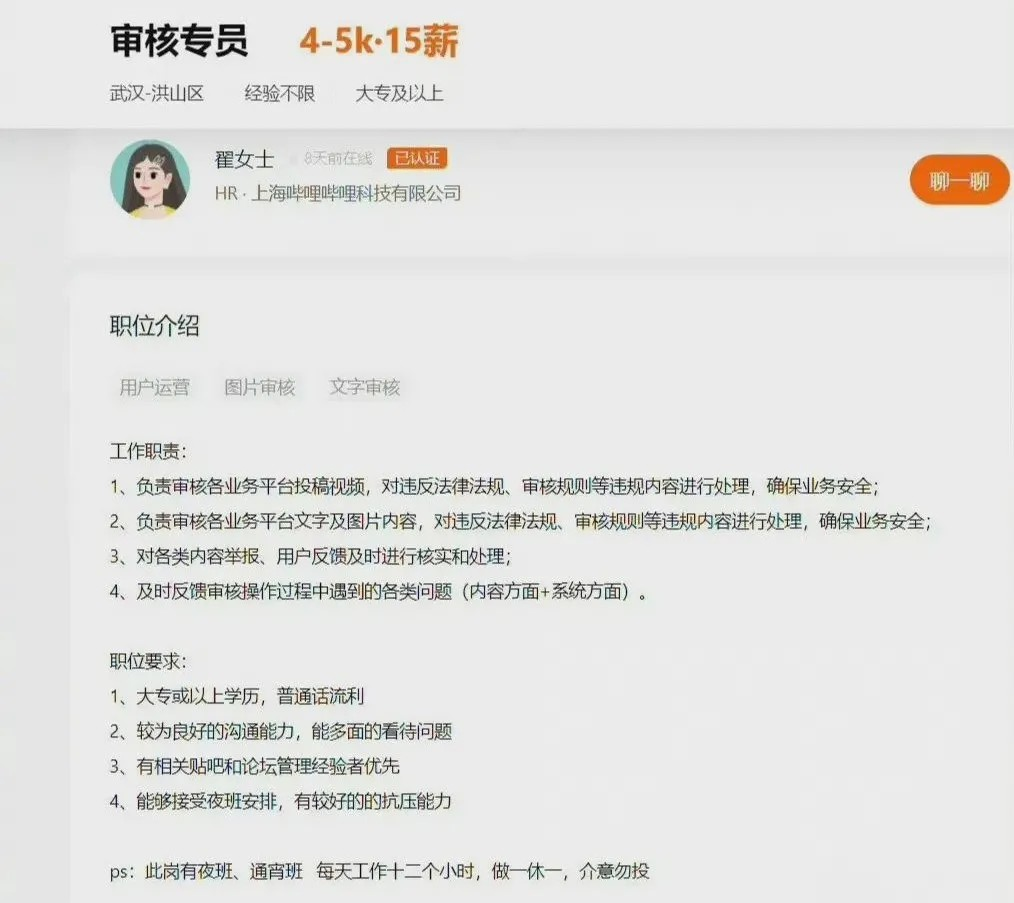 审核专员 4-5k·15薪
武汉-洪山区 经验不限 大专及以上
翟女士 8天前在线 已认证
HR · 上海哔哩哔哩科技有限公司
聊一聊
职位介绍
用户运营 图片审核 文字审核
工作职责：
1、负责审核各业务平台投稿视频，对违反法律法规、审核规则等违规内容进行处理，确保业务安全；
2、负责审核各业务平台文字及图片内容，对违反法律法规、审核规则等违规内容进行处理，确保业务安全；
3、对各类内容举报、用户反馈及时进行核实和处理；
4、及时反馈审核操作过程中遇到的各类问题（内容方面+系统方面）。
职位要求：
1、大专或以上学历，普通话流利
2、较为良好的沟通能力，能多面的看待问题
3、有相关贴吧和论坛管理经验者优先
4、能够接受夜班安排，有较好的的抗压能力
ps：此岗有夜班、通宵班 每天工作十二个小时，做一休一，介意勿投